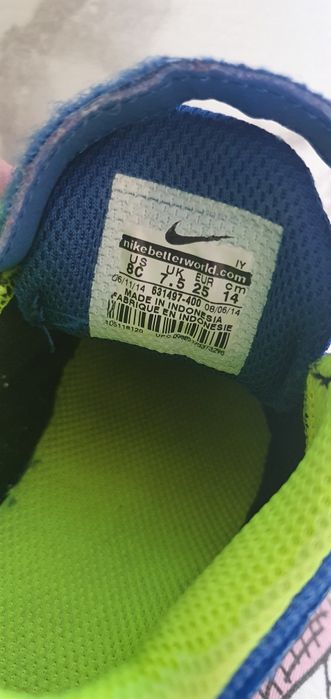 IY
nikebetterworld.com
US UK EUR cm
8C 7.5 25 14
06/11/14 631497-400 08/06/14
MADE IN INDONESIA
FABRIQUE EN INDONESIE